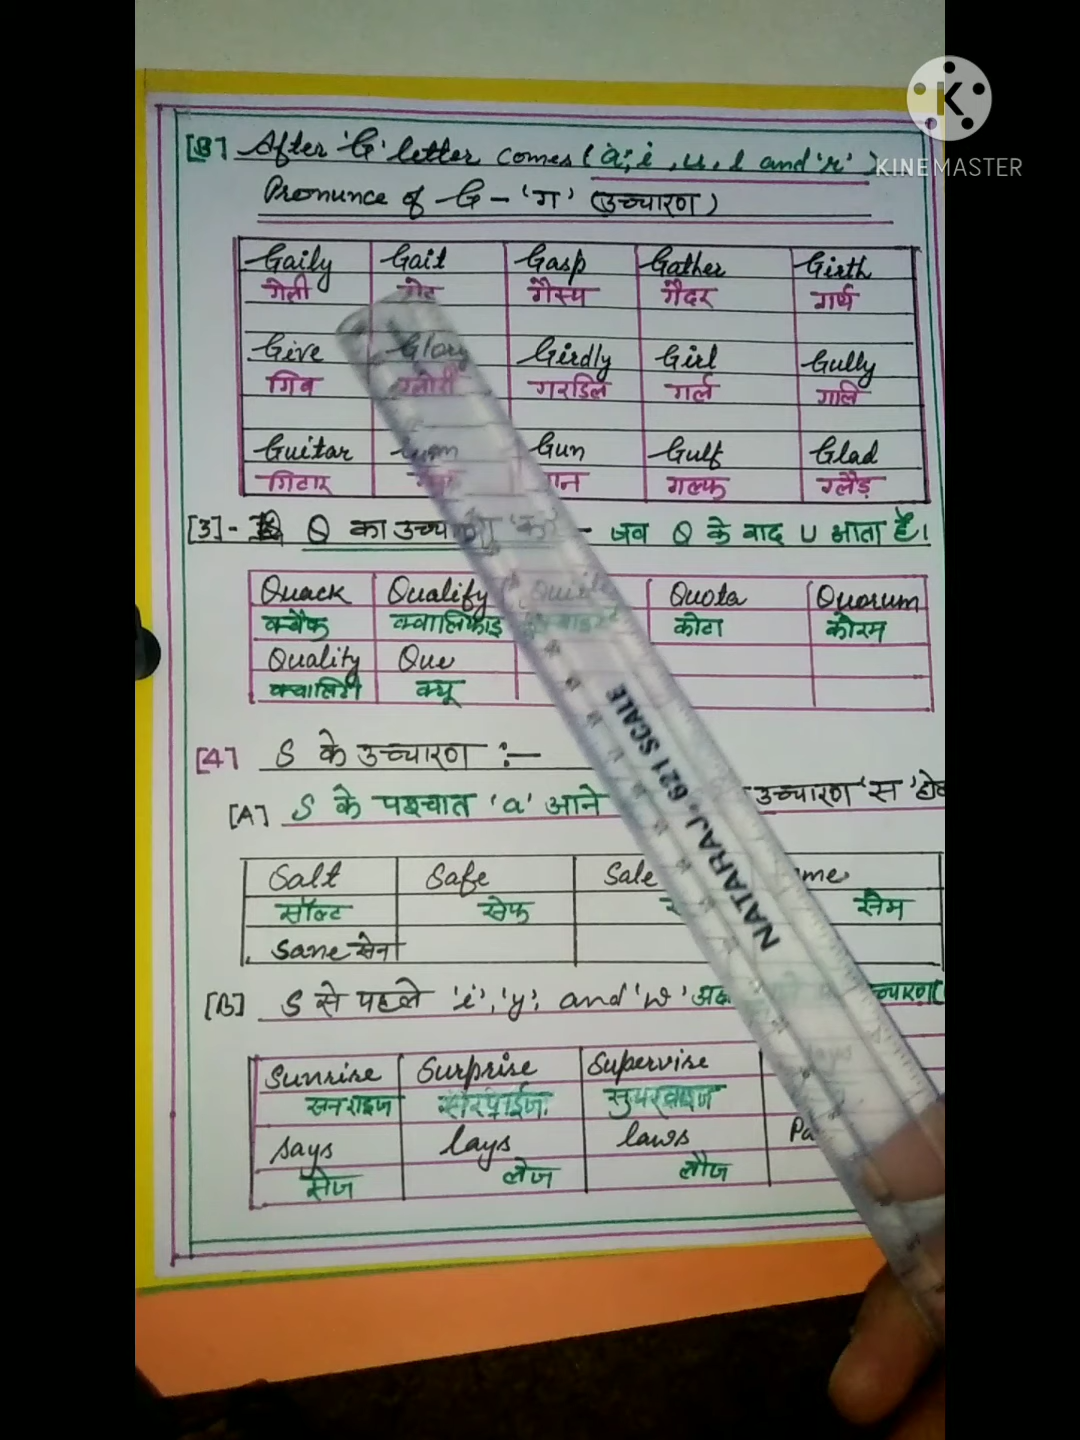 [B] After 'G' letter comes ('a', i, u, l and 'r')
Pronunce of G - 'ग' (उच्चारण)
Gaily Gait Gasp Gather Girth
गेली गेट गैस्प गैदर गर्थ
Give Glory Girdly Girl Gully
गिव ग्लोरी गरडिल गर्ल गलि
Guitar Gun Gulf Glad
गिटार गन गल्फ ग्लैड़
[3] - Q का उच्चारण 'क' - जब Q के बाद U आता है।
Quack Qualify Quota Quorum
क्वैक क्वालिफाइ कोटा कोरम
Quality Que
क्वालिटी क्यू
[4] S के उच्चारण :-
[A] S के पश्चात 'a' आने उच्चारण 'स' होव
Salt Safe Sale
सॉल्ट सेफ सेम
Sane सेन
[B] S से पहले 'i', 'y', and 'w'
Sunrise Surprise Supervise
सनराइज सरप्राईज सुपरवाइज
says lays laws
सेज लेज लौज
NATARAJ. 621 SCALE
KINEMASTER